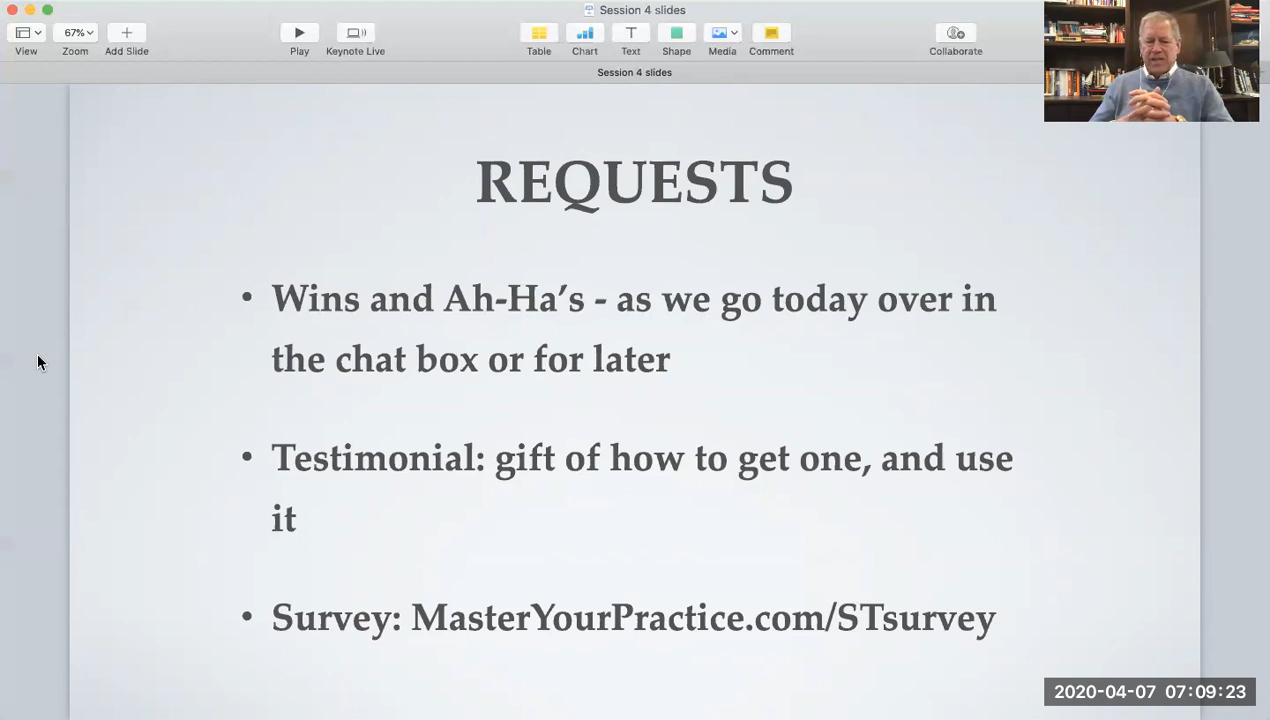 Session 4 slides
67%
View
Zoom
Add Slide
Play
Keynote Live
Table
Chart
Text
Shape
Media
Comment
Collaborate
Session 4 slides
REQUESTS
• Wins and Ah-Ha’s - as we go today over in
the chat box or for later
• Testimonial: gift of how to get one, and use
it
• Survey: MasterYourPractice.com/STsurvey
2020-04-07 07:09:23